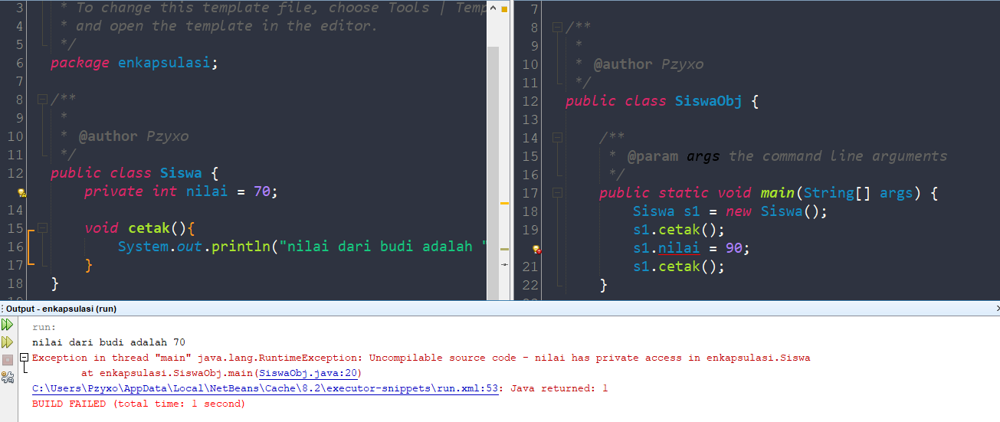 3 * To change this template file, choose Tools | Temp
4 * and open the template in the editor.
5 */
6 package enkapsulasi;
7
8 /**
9 *
10 * @author Pzyxo
11 */
12 public class Siswa {
private int nilai = 70;
14
15 void cetak(){
16 System.out.println("nilai dari budi adalah "
17 }
18 }
7
8 /**
9 *
10 * @author Pzyxo
11 */
12 public class SiswaObj {
13
14 /**
15 * @param args the command line arguments
16 */
17 public static void main(String[] args) {
18 Siswa s1 = new Siswa();
19 s1.cetak();
s1.nilai = 90;
21 s1.cetak();
22 }
Output - enkapsulasi (run)
run:
nilai dari budi adalah 70
Exception in thread "main" java.lang.RuntimeException: Uncompilable source code - nilai has private access in enkapsulasi.Siswa
at enkapsulasi.SiswaObj.main(SiswaObj.java:20)
C:\Users\Pzyxo\AppData\Local\NetBeans\Cache\8.2\executor-snippets\run.xml:53: Java returned: 1
BUILD FAILED (total time: 1 second)